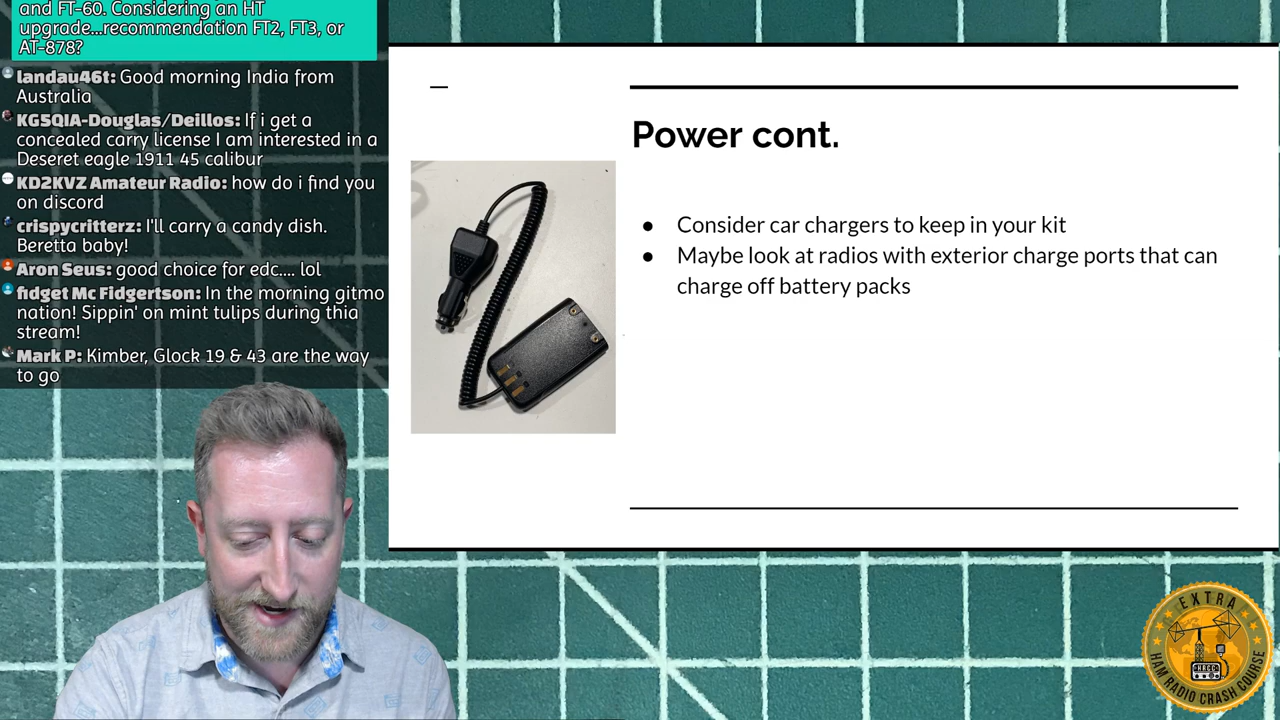 and FT-60. Considering an HT
upgrade...recommendation FT2, FT3, or
AT-878?
landau46t: Good morning India from
Australia
KG5QIA-Douglas/Deillos: If i get a
concealed carry license I am interested in a
Deseret eagle 1911 45 calibur
KD2KVZ Amateur Radio: how do i find you
on discord
crispycritterz: I'll carry a candy dish.
Beretta baby!
Aron Seus: good choice for edc.... lol
fidget Mc Fidgertson: In the morning gitmo
nation! Sippin' on mint tulips during thia
stream!
Mark P: Kimber, Glock 19 & 43 are the way
to go
Power cont.
● Consider car chargers to keep in your kit
● Maybe look at radios with exterior charge ports that can
charge off battery packs
EXTRA
HRCC
HAM RADIO CRASH COURSE